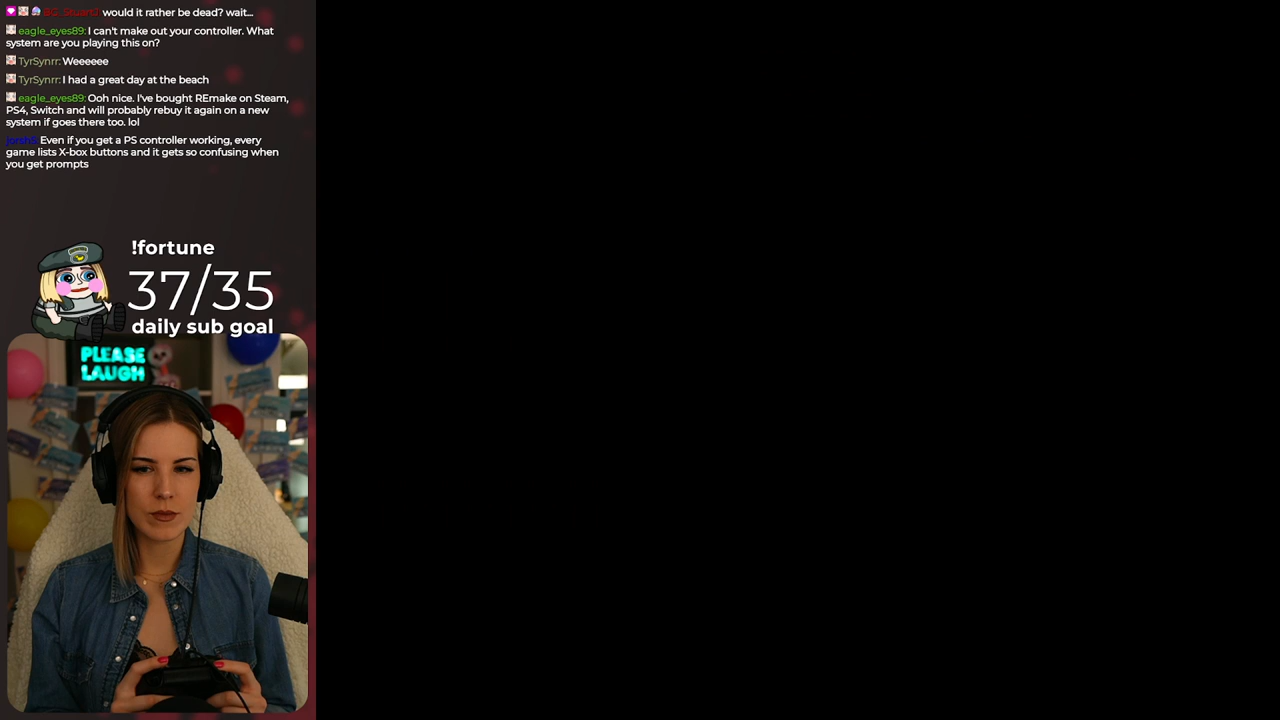 BG_Stuart7: would it rather be dead? wait...
eagle_eyes89: I can't make out your controller. What
system are you playing this on?
TyrSynrr: Weeeeee
TyrSynrr: I had a great day at the beach
eagle_eyes89: Ooh nice. I've bought REmake on Steam,
PS4, Switch and will probably rebuy it again on a new
system if goes there too. lol
Even if you get a PS controller working, every
game lists X-box buttons and it gets so confusing when
you get prompts
!fortune
37/35
daily sub goal
PLEASE
LAUGH